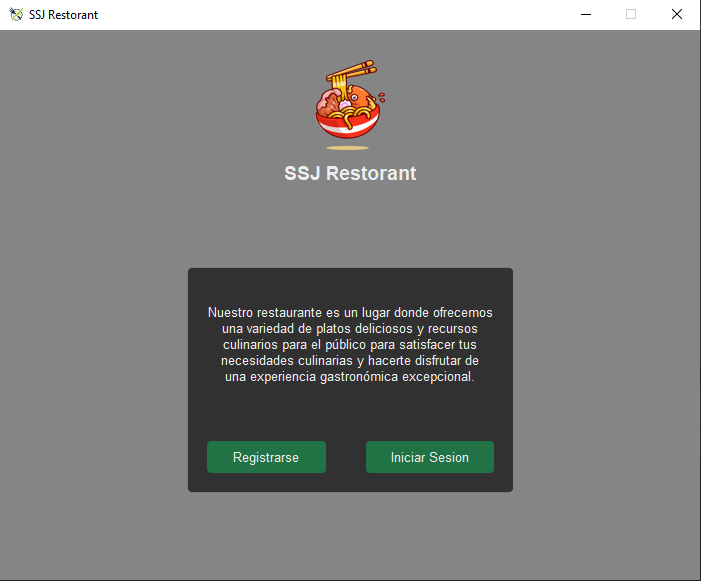 SSJ Restorant
SSJ Restorant
Nuestro restaurante es un lugar donde ofrecemos
una variedad de platos deliciosos y recursos
culinarios para el público para satisfacer tus
necesidades culinarias y hacerte disfrutar de
una experiencia gastronómica excepcional.
Registrarse
Iniciar Sesion